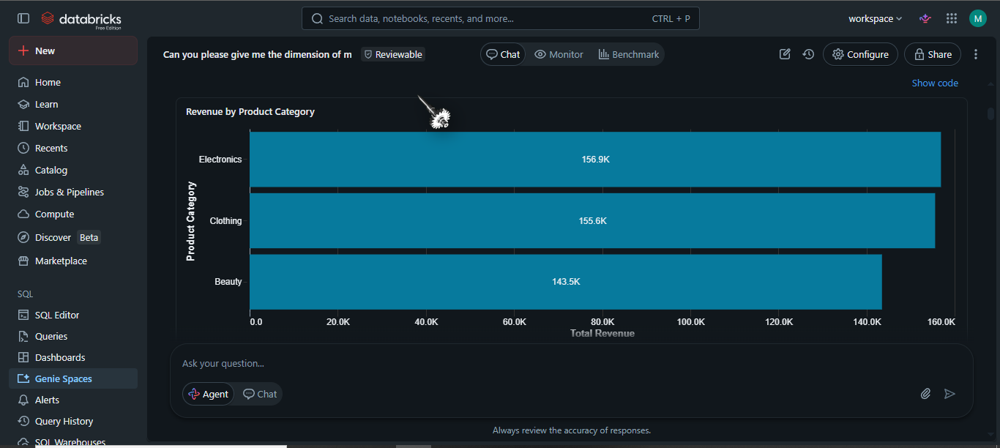 databricks
Free Edition
Search data, notebooks, recents, and more...
CTRL + P
workspace
M
New
Home
Learn
Workspace
Recents
Catalog
Jobs & Pipelines
Compute
Discover Beta
Marketplace
SQL
SQL Editor
Queries
Dashboards
Genie Spaces
Alerts
Query History
SQL Warehouses
Can you please give me the dimension of m
Reviewable
Chat
Monitor
Benchmark
Configure
Share
Show code
Revenue by Product Category
Product Category
Electronics
156.9K
Clothing
155.6K
Beauty
143.5K
0.0 20.0K 40.0K 60.0K 80.0K 100.0K 120.0K 140.0K 160.0K
Total Revenue
Ask your question...
Agent
Chat
Always review the accuracy of responses.